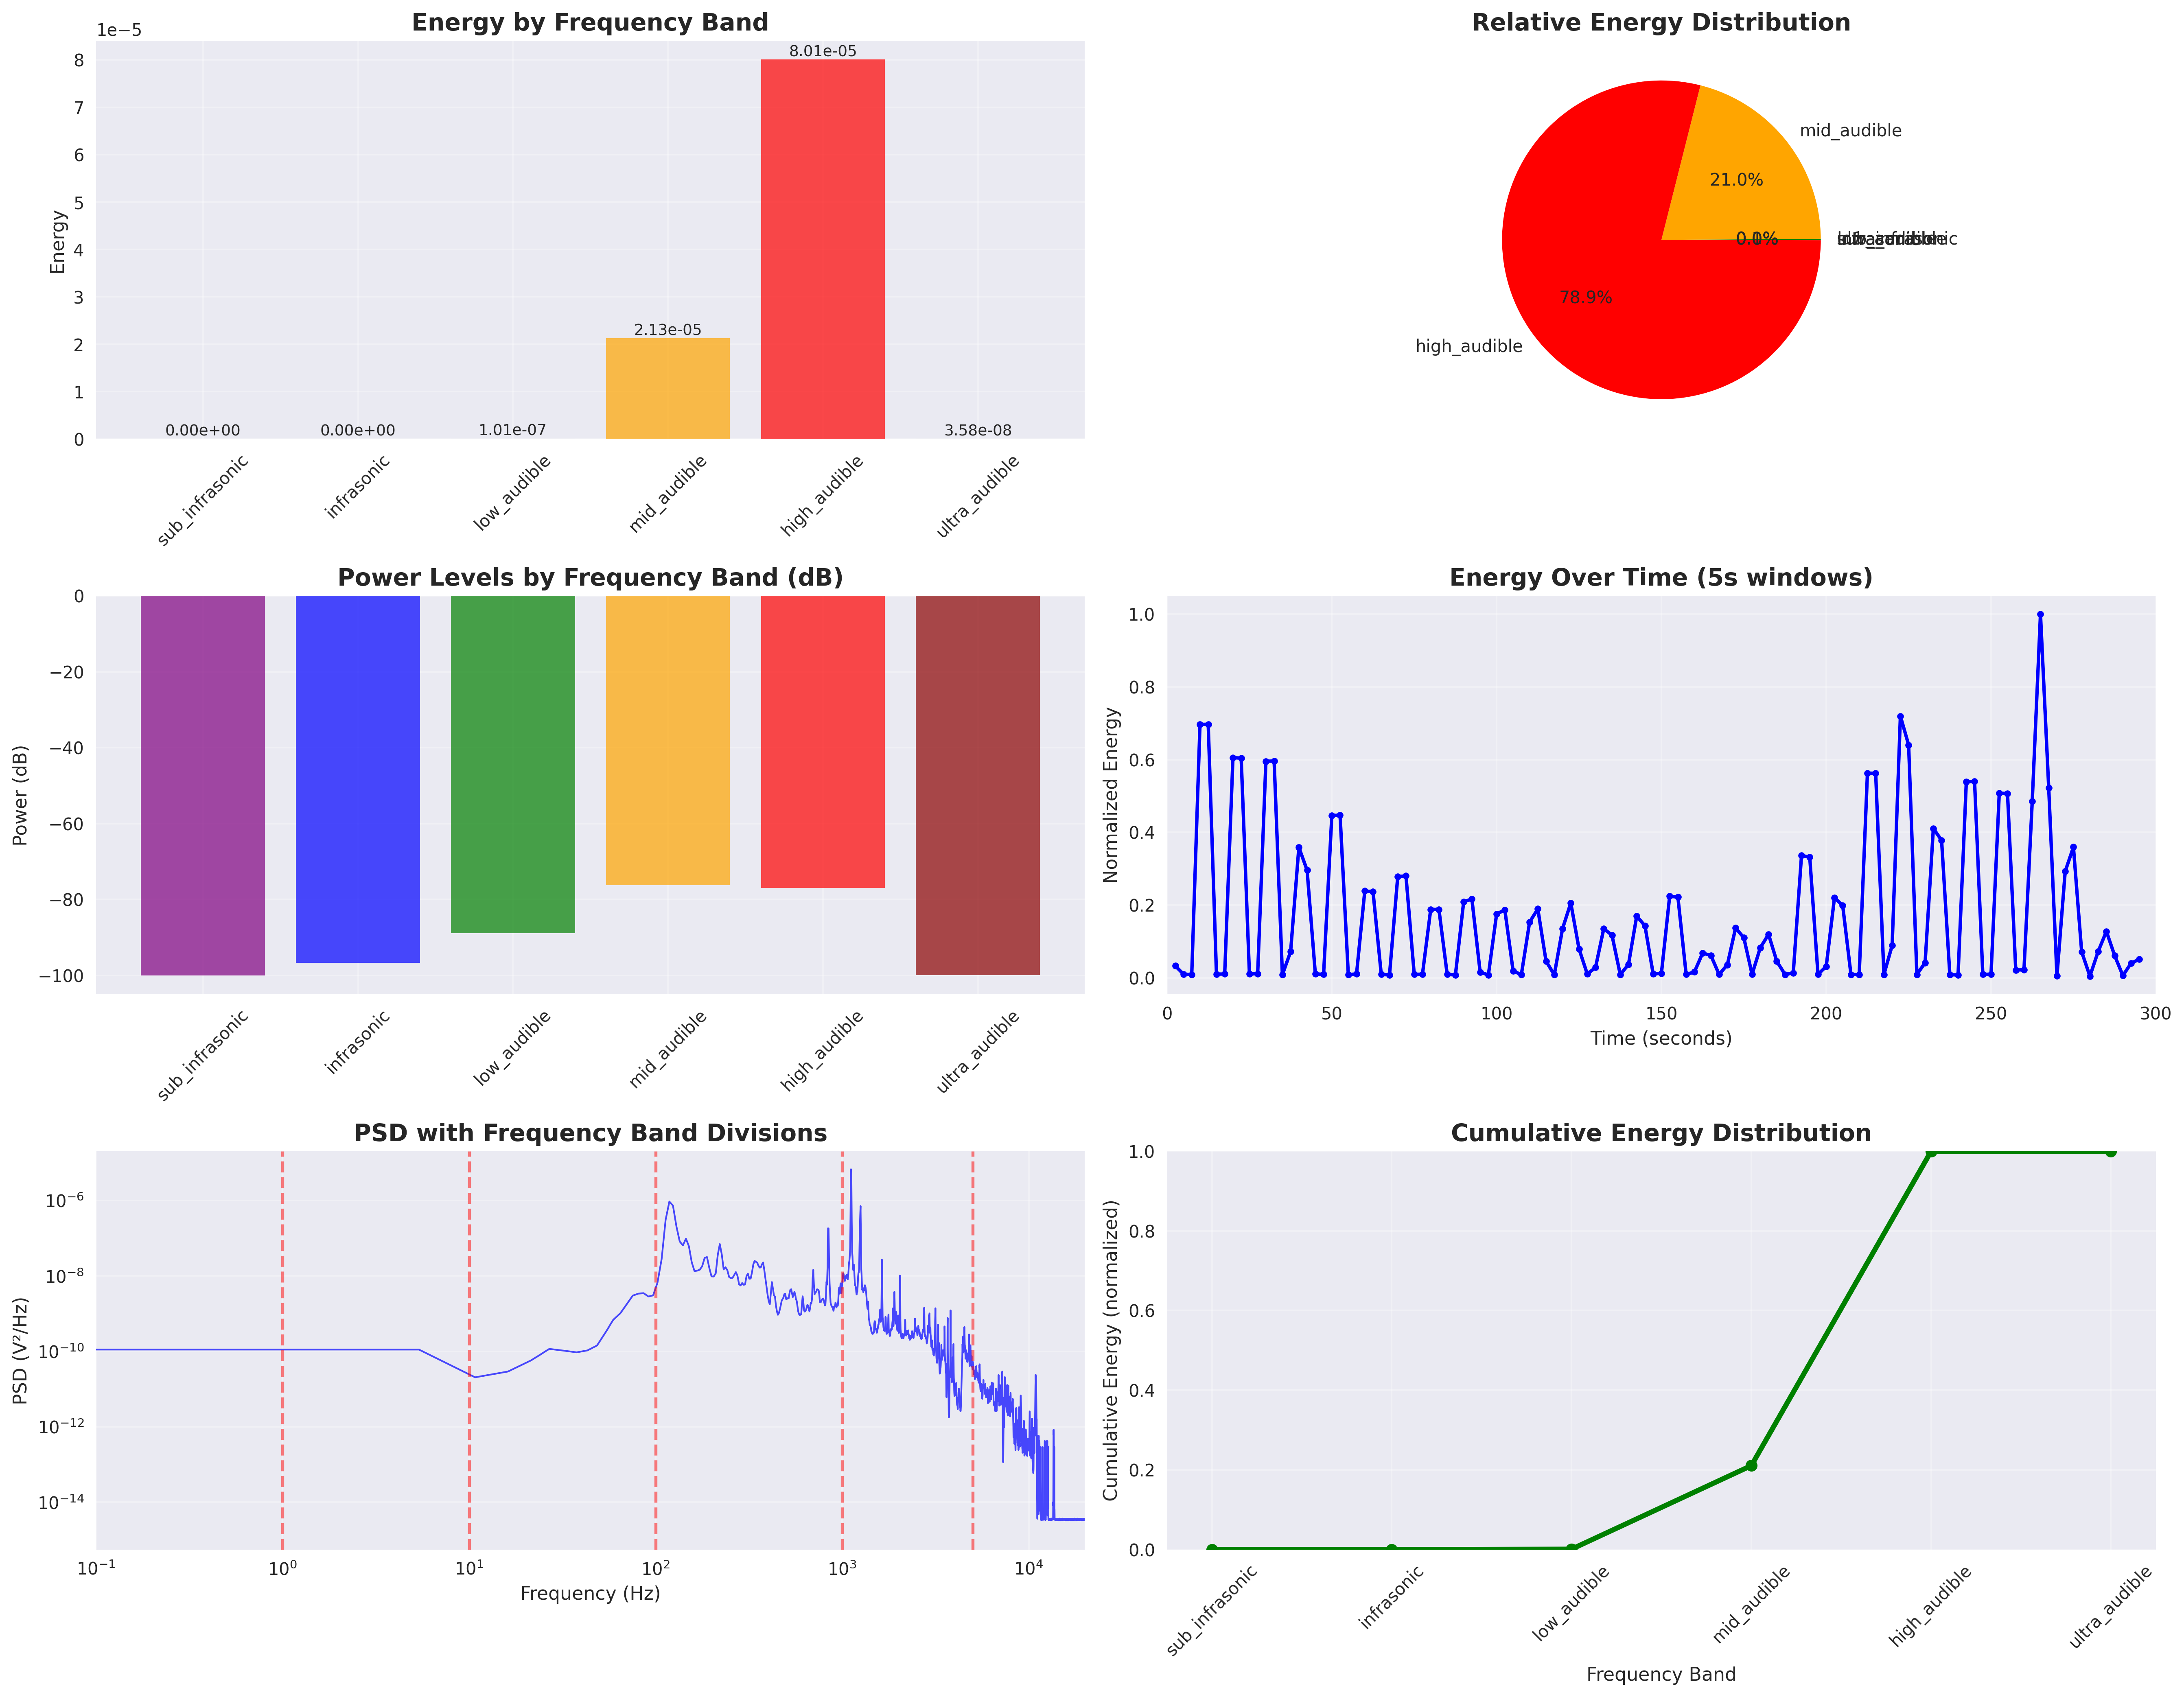 Energy by Frequency Band
1e−5
8
7
6
5
4
3
2
1
0
Energy
0.00e+00
0.00e+00
1.01e-07
2.13e-05
8.01e-05
3.58e-08
sub_infrasonic
infrasonic
low_audible
mid_audible
high_audible
ultra_audible
Relative Energy Distribution
mid_audible
21.0%
78.9%
high_audible
Power Levels by Frequency Band (dB)
0
−20
−40
−60
−80
−100
Power (dB)
sub_infrasonic
infrasonic
low_audible
mid_audible
high_audible
ultra_audible
Energy Over Time (5s windows)
1.0
0.8
0.6
0.4
0.2
0.0
Normalized Energy
0
50
100
150
200
250
300
Time (seconds)
PSD with Frequency Band Divisions
10⁻⁶
10⁻⁸
10⁻¹⁰
10⁻¹²
10⁻¹⁴
PSD (V²/Hz)
10⁻¹
10⁰
10¹
10²
10³
10⁴
Frequency (Hz)
Cumulative Energy Distribution
1.0
0.8
0.6
0.4
0.2
0.0
Cumulative Energy (normalized)
sub_infrasonic
infrasonic
low_audible
mid_audible
high_audible
ultra_audible
Frequency Band